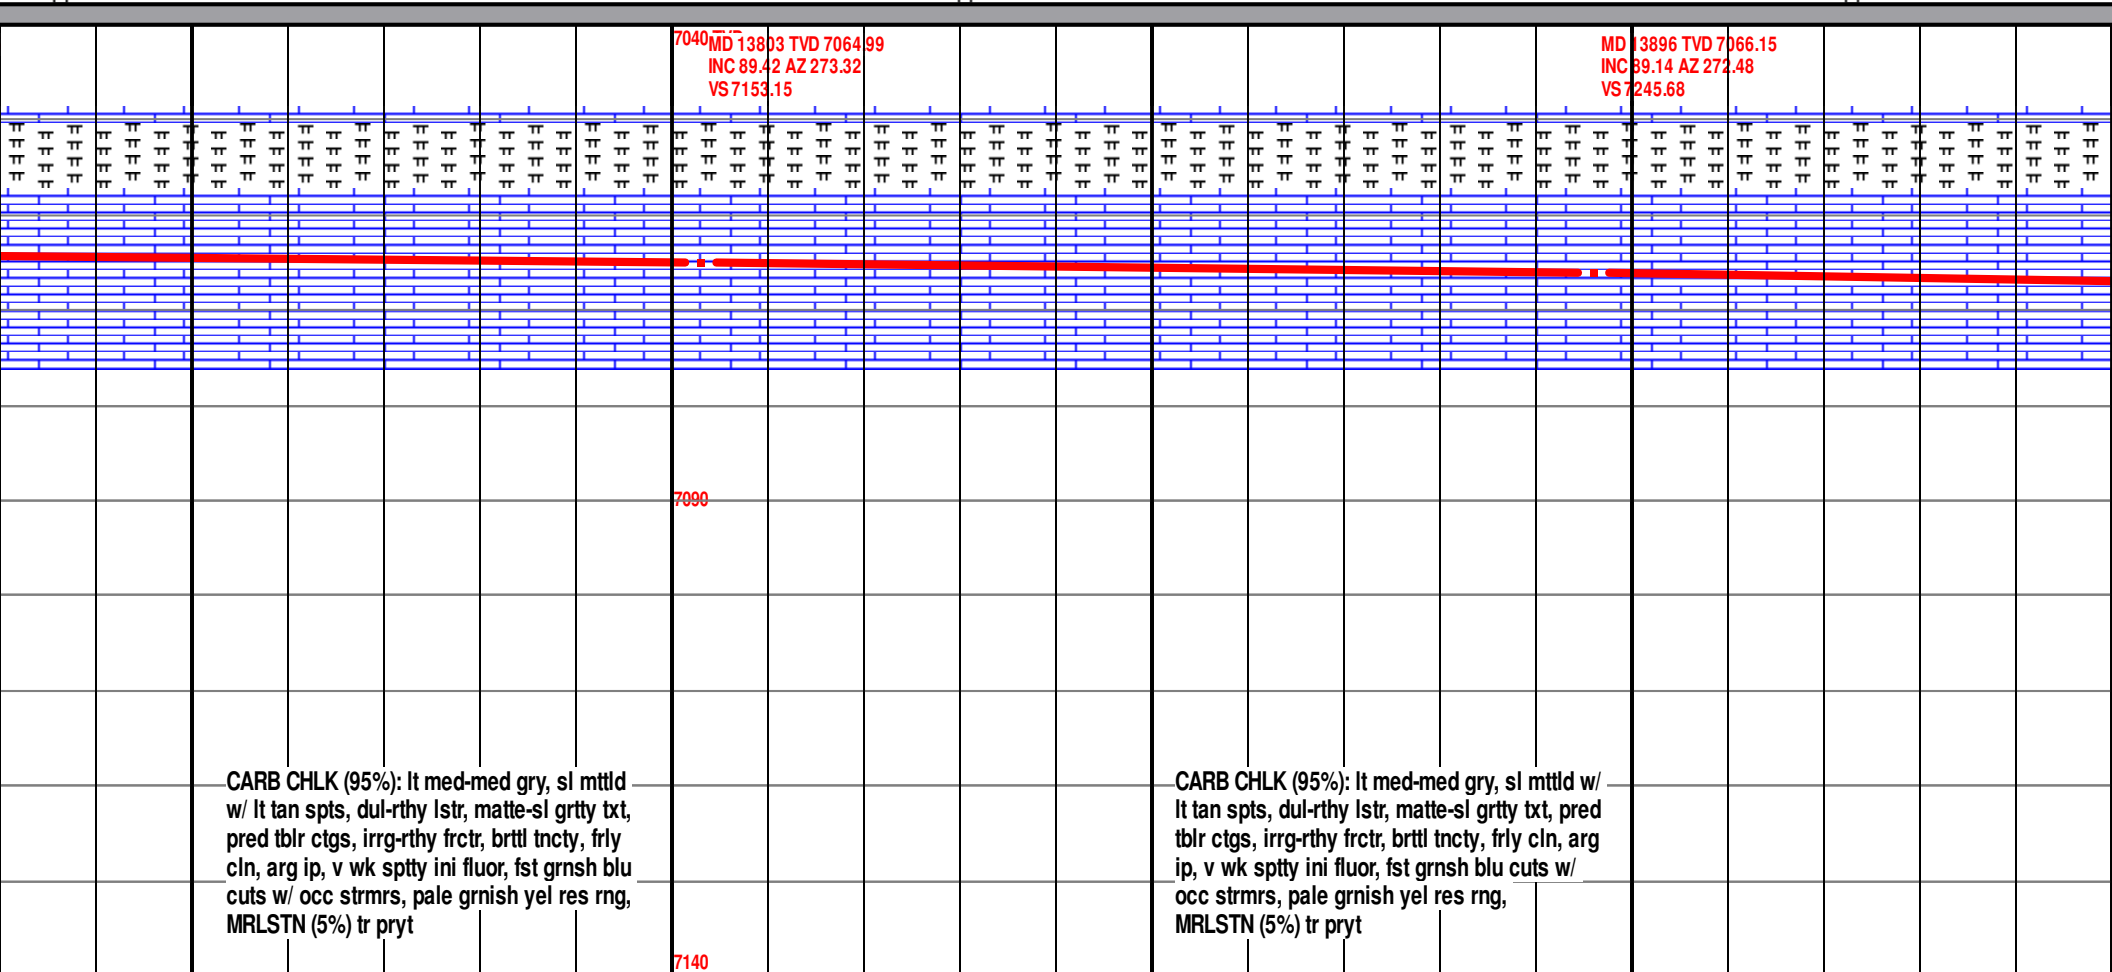 7040 TVD
MD 13803 TVD 7064.99
INC 89.42 AZ 273.32
VS 7153.15
MD 13896 TVD 7066.15
INC 89.14 AZ 272.48
VS 7245.68
7090
CARB CHLK (95%): lt med-med gry, sl mttld
w/ lt tan spts, dul-rthy lstr, matte-sl grtty txt,
pred tblr ctgs, irrg-rthy frctr, brttl tncty, frly
cln, arg ip, v wk sptty ini fluor, fst grnsh blu
cuts w/ occ strmrs, pale grnish yel res rng,
MRLSTN (5%) tr pryt
CARB CHLK (95%): lt med-med gry, sl mttld w/
lt tan spts, dul-rthy lstr, matte-sl grtty txt, pred
tblr ctgs, irrg-rthy frctr, brttl tncty, frly cln, arg
ip, v wk sptty ini fluor, fst grnsh blu cuts w/
occ strmrs, pale grnish yel res rng,
MRLSTN (5%) tr pryt
7140